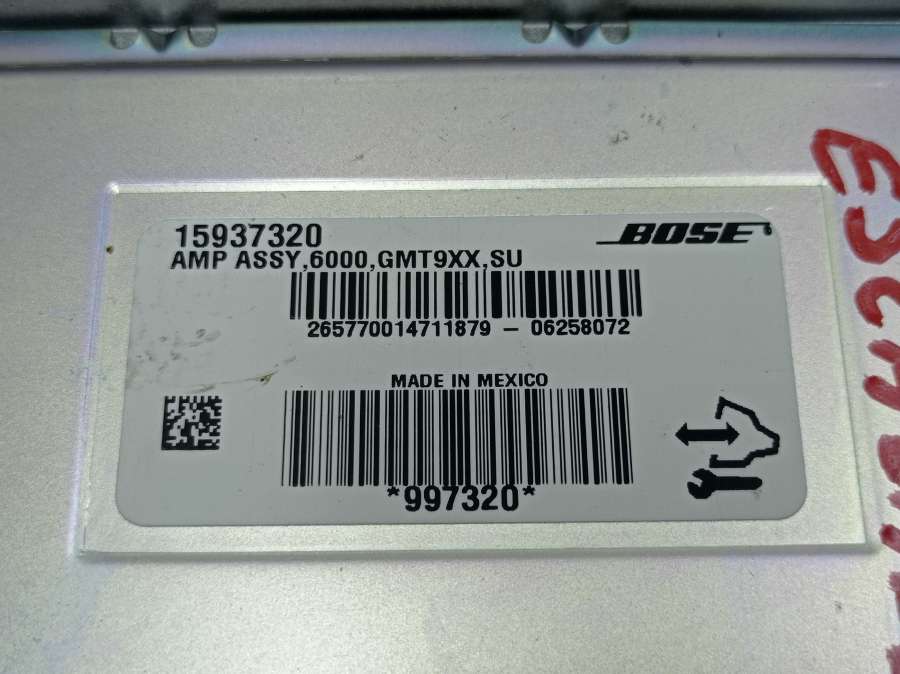 15937320
BOSE
AMP ASSY,6000,GMT9XX,SU
265770014711879 – 06258072
MADE IN MEXICO
*997320*